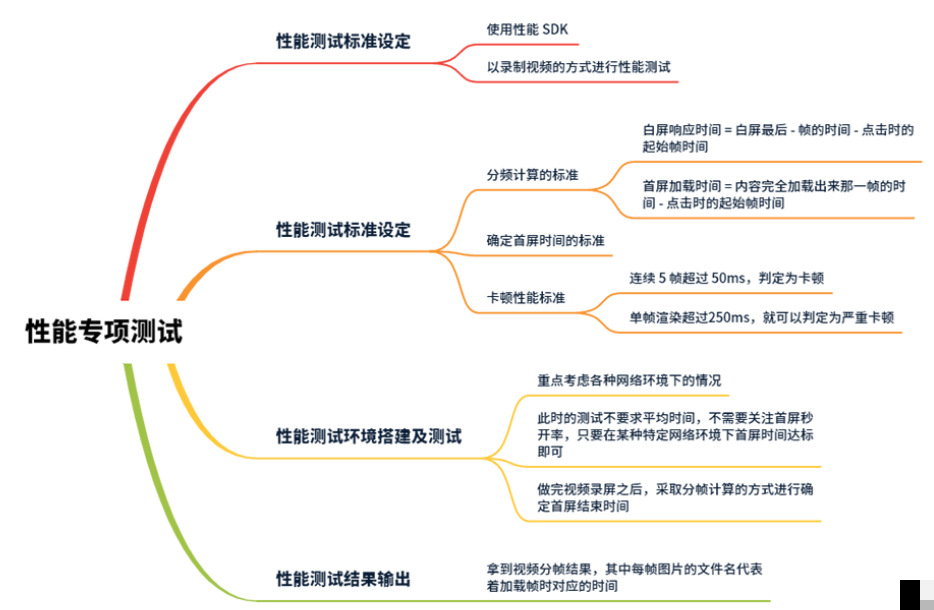 性能专项测试
性能测试标准设定
使用性能 SDK
以录制视频的方式进行性能测试
性能测试标准设定
分频计算的标准
白屏响应时间 = 白屏最后 - 帧的时间 - 点击时的
起始帧时间
首屏加载时间 = 内容完全加载出来那一帧的时
间 - 点击时的起始帧时间
确定首屏时间的标准
卡顿性能标准
连续 5 帧超过 50ms，判定为卡顿
单帧渲染超过250ms，就可以判定为严重卡顿
性能测试环境搭建及测试
重点考虑各种网络环境下的情况
此时的测试不要求平均时间，不需要关注首屏秒
开率，只要在某种特定网络环境下首屏时间达标
即可
做完视频录屏之后，采取分帧计算的方式进行确
定首屏结束时间
性能测试结果输出
拿到视频分帧结果，其中每帧图片的文件名代表
着加载帧时对应的时间